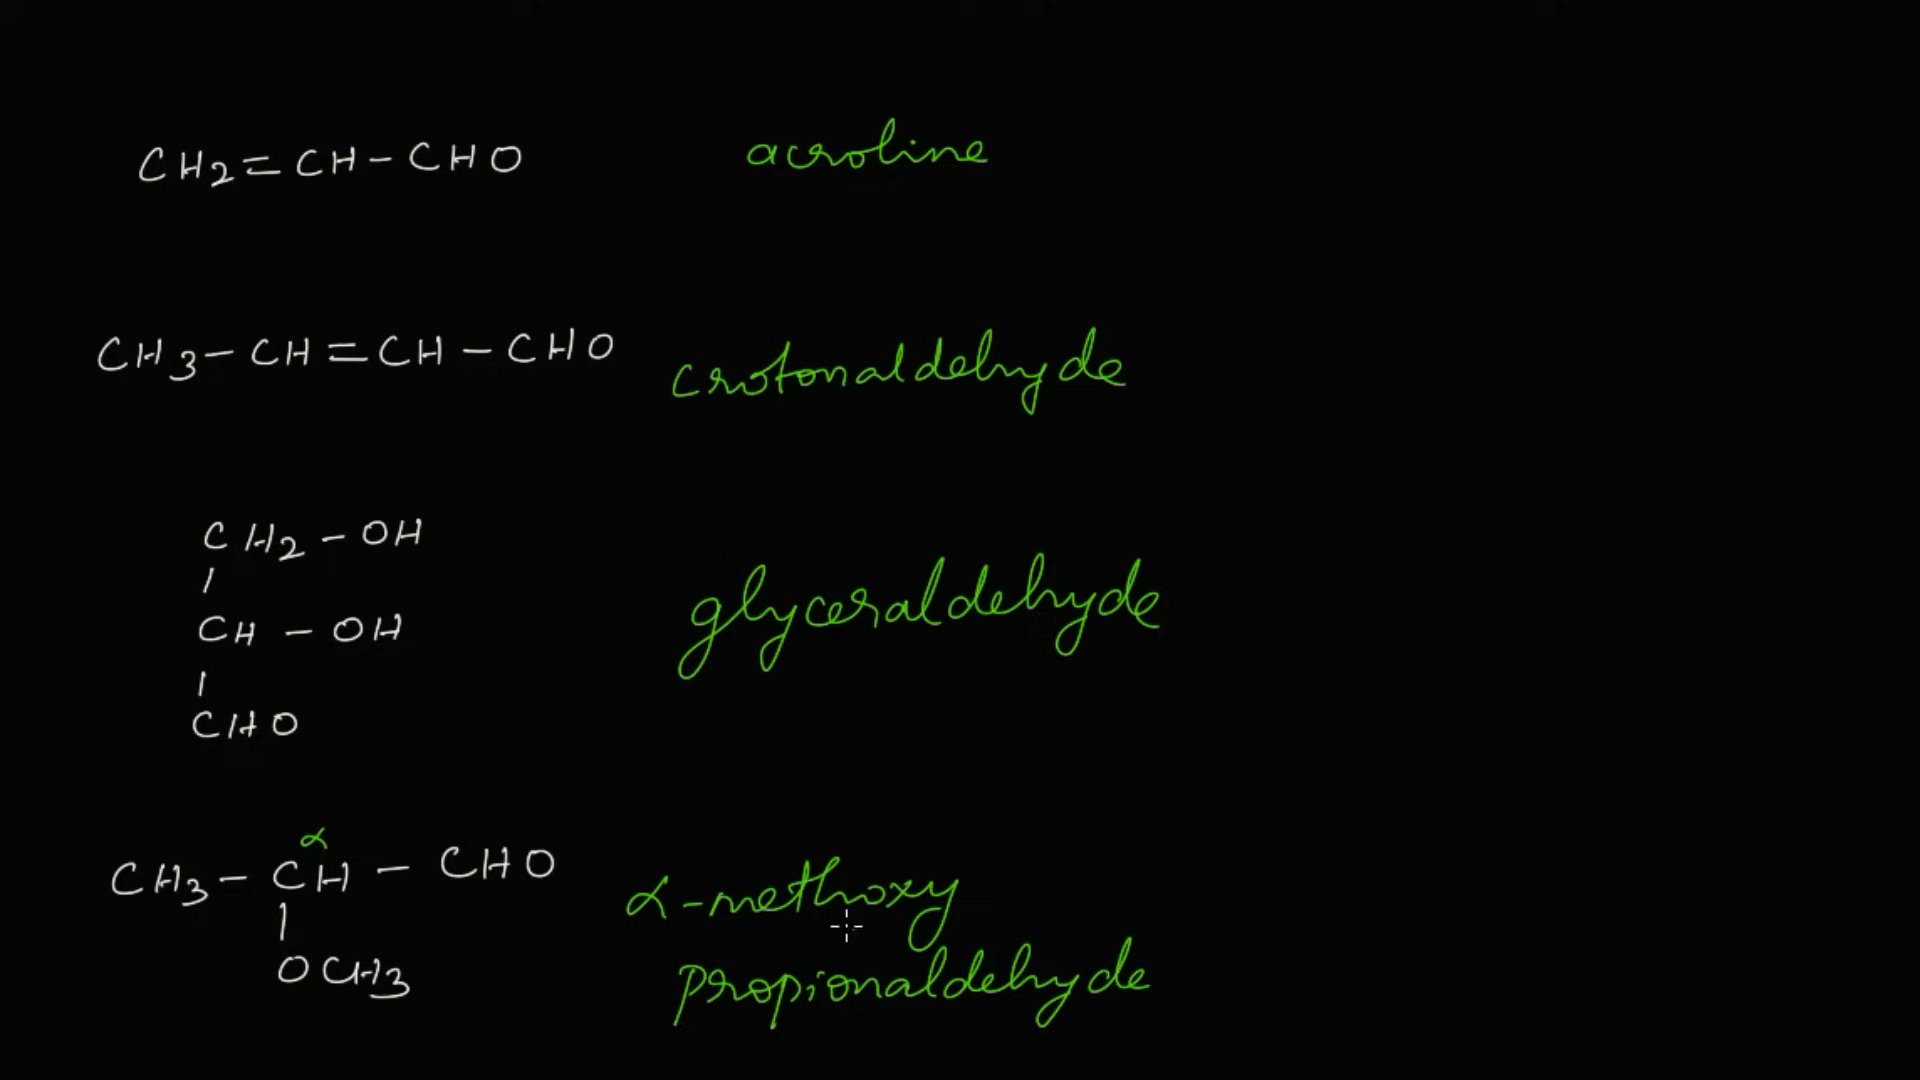 CH2=CH-CHO acroline
CH3-CH=CH-CHO crotonaldehyde
CH2-OH
|
CH-OH glyceraldehyde
|
CHO
α
CH3-CH-CHO α-methoxy
|
OCH3 propionaldehyde